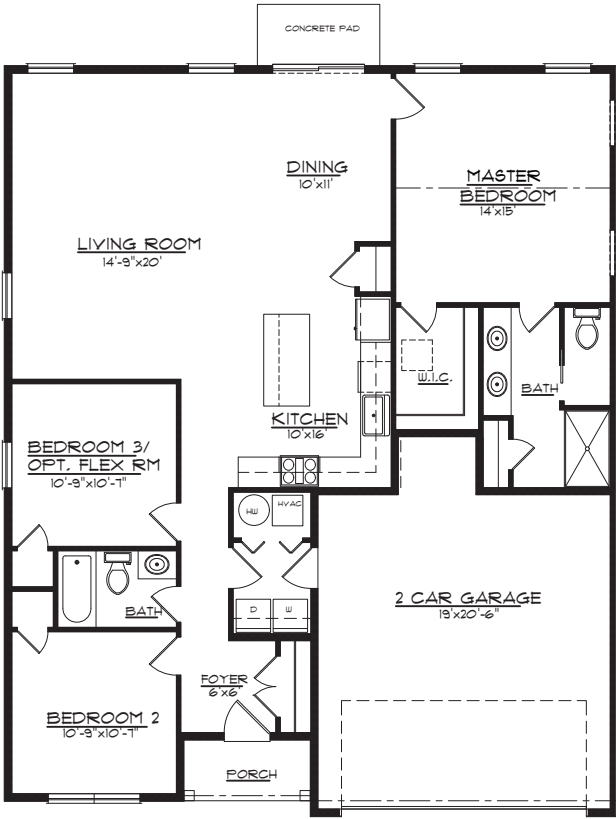 CONCRETE PAD
DINING
10'x11'
MASTER
BEDROOM
14'x15'
LIVING ROOM
14'-9"x20'
W.I.C.
BATH
KITCHEN
10'x16'
BEDROOM 3/
OPT. FLEX RM
10'-9"x10'-7"
HW
HVAC
D
W
BATH
2 CAR GARAGE
19'x20'-6"
FOYER
6'x6'
BEDROOM 2
10'-9"x10'-7"
PORCH